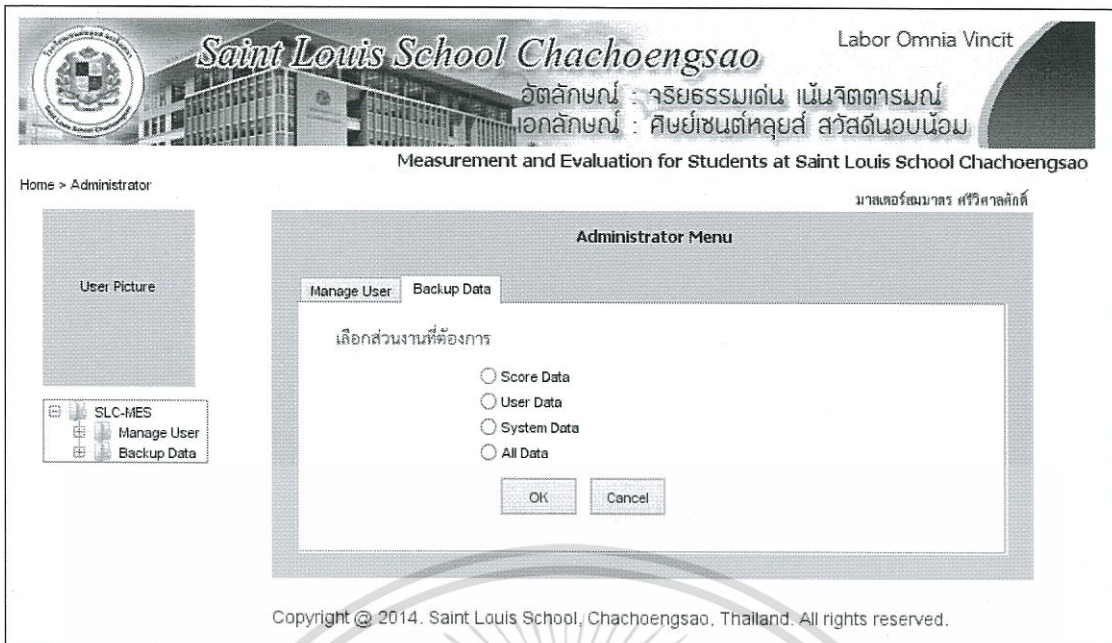 Saint Louis School Chachoengsao
Labor Omnia Vincit
อัตลักษณ์ : จริยธรรมเด่น เน้นจิตตารมณ์
เอกลักษณ์ : ศิษย์เซนต์หลุยส์ สวัสดีนอบน้อม
Measurement and Evaluation for Students at Saint Louis School Chachoengsao
Home > Administrator
มาสเตอร์สมมาตร ศรีวิศาลศักดิ์
User Picture
SLC-MES
Manage User
Backup Data
Administrator Menu
Manage User
Backup Data
เลือกส่วนงานที่ต้องการ
Score Data
User Data
System Data
All Data
OK
Cancel
Copyright @ 2014. Saint Louis School, Chachoengsao, Thailand. All rights reserved.